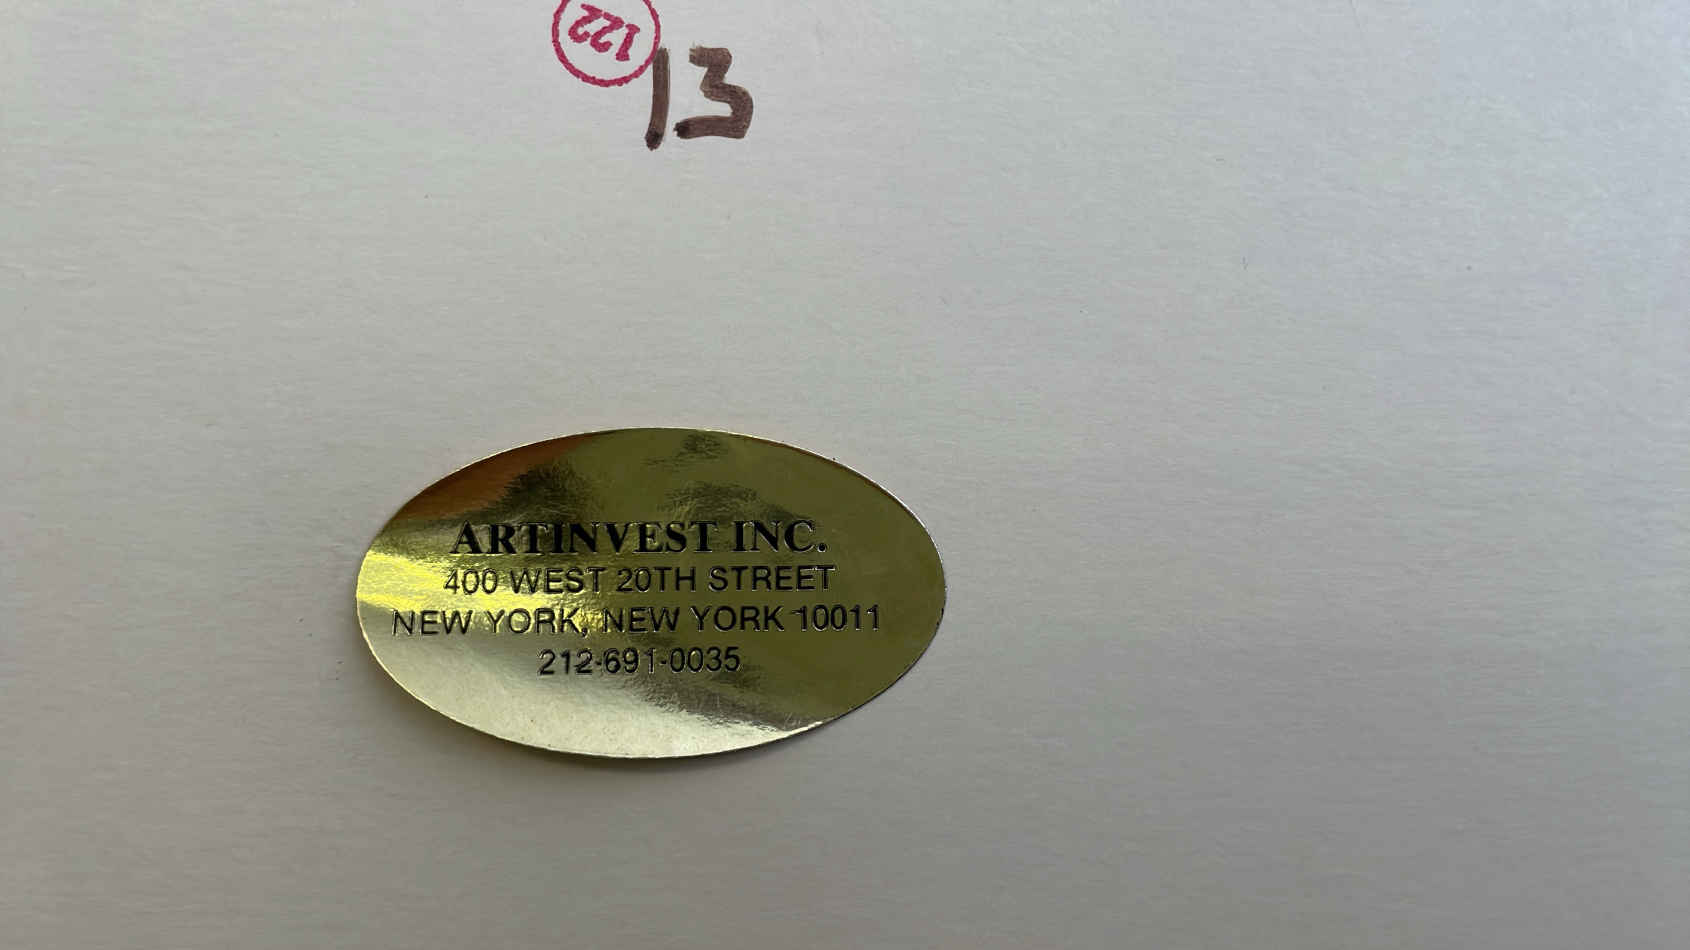 122
13
ARTINVEST INC.
400 WEST 20TH STREET
NEW YORK, NEW YORK 10011
212-691-0035